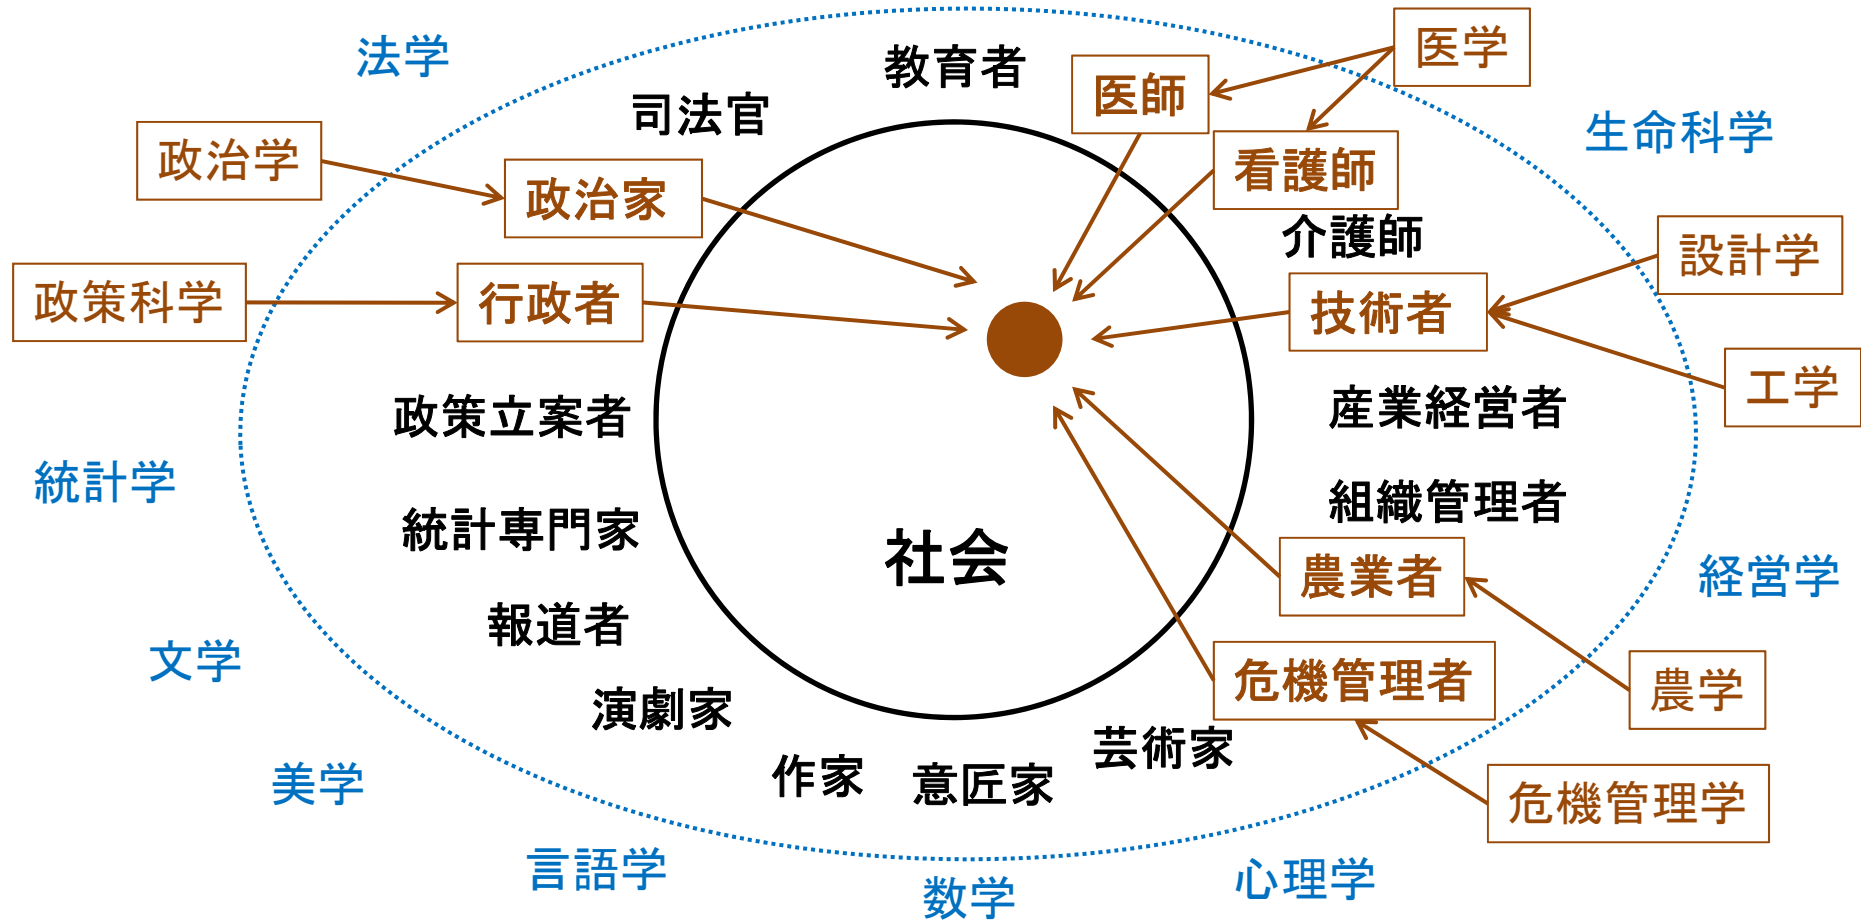 法学
教育者
医学
医師
司法官
生命科学
政治学
看護師
政治家
介護師
設計学
政策科学
行政者
技術者
工学
政策立案者
産業経営者
統計学
組織管理者
統計専門家
社会
農業者
経営学
報道者
文学
危機管理者
農学
演劇家
芸術家
美学
作家
意匠家
危機管理学
言語学
数学
心理学